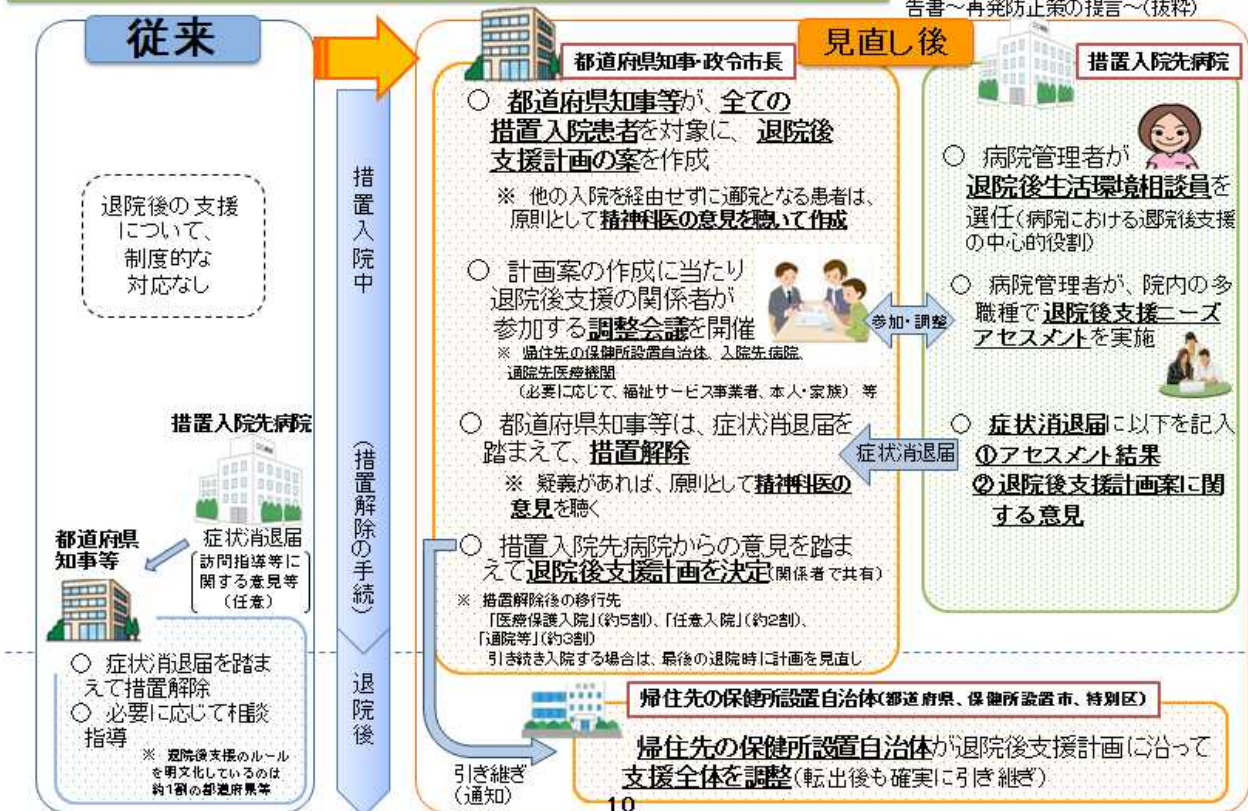 告書～再発防止策の提言～(抜粋)
従来
退院後の支援
について、
制度的な
対応なし
措置入院先病院
症状消退届
訪問指導等に
関する意見等
(任意)
都道府県
知事等
○ 症状消退届を踏ま
えて措置解除
○ 必要に応じて相談
指導
※ 退院後支援のルール
を明文化しているのは
約1割の都道府県等
措置入院中
(措置解除の手続)
退院後
見直し後
都道府県知事・政令市長
○ 都道府県知事等が、全ての
措置入院患者を対象に、退院後
支援計画の案を作成
※ 他の入院を経由せずに通院となる患者は、
原則として精神科医の意見を聴いて作成
○ 計画案の作成に当たり
退院後支援の関係者が
参加する調整会議を開催
※ 帰住先の保健所設置自治体、入院先病院、
通院先医療機関
(必要に応じて、福祉サービス事業者、本人・家族) 等
○ 都道府県知事等は、症状消退届を
踏まえて、措置解除
※ 疑義があれば、原則として精神科医の
意見を聴く
○ 措置入院先病院からの意見を踏ま
えて退院後支援計画を決定(関係者で共有)
※ 措置解除後の移行先
「医療保護入院」(約5割)、「任意入院」(約2割)、
「通院等」(約3割)
引き続き入院する場合は、最後の退院時に計画を見直し
参加・調整
症状消退届
措置入院先病院
○ 病院管理者が
退院後生活環境相談員を
選任(病院における退院後支援
の中心的役割)
○ 病院管理者が、院内の多
職種で退院後支援ニーズ
アセスメントを実施
○ 症状消退届に以下を記入
①アセスメント結果
②退院後支援計画案に関
する意見
引き継ぎ
(通知)
帰住先の保健所設置自治体(都道府県、保健所設置市、特別区)
帰住先の保健所設置自治体が退院後支援計画に沿って
支援全体を調整(転出後も確実に引き継ぎ)
10